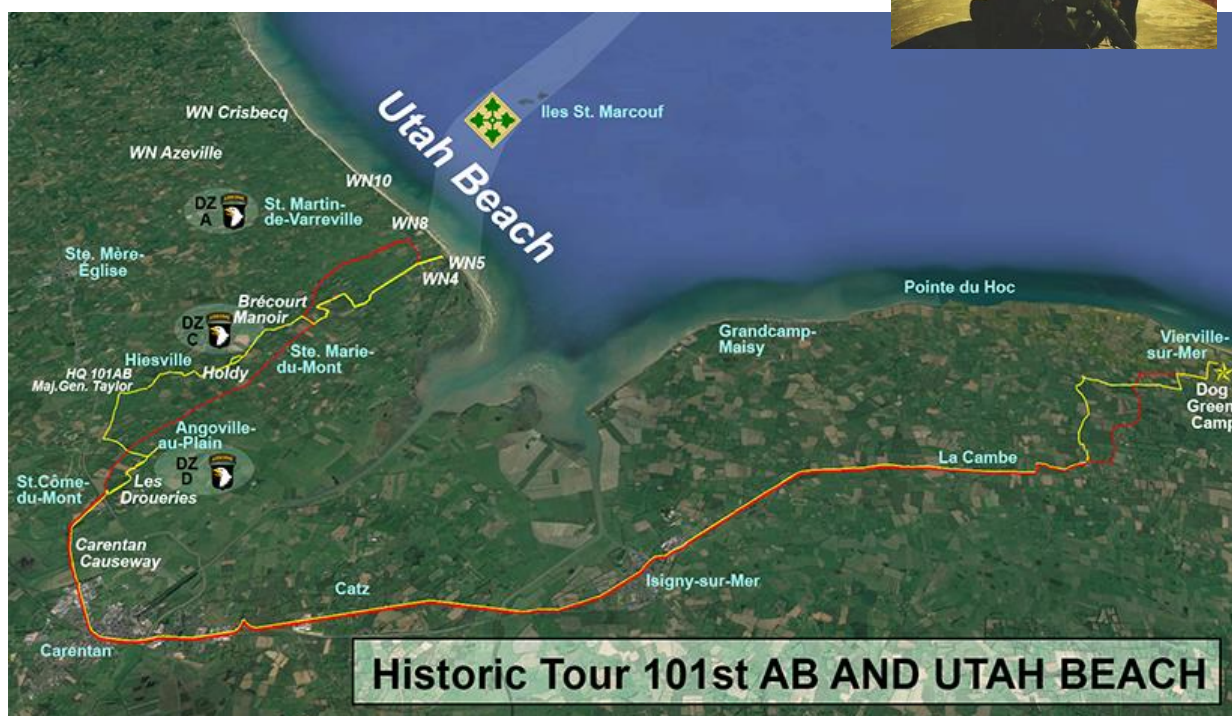 WN Crisbecq
Iles St. Marcouf
Utah Beach
WN Azeville
WN10
DZ
A
St. Martin-
de-Varreville
WN8
Ste. Mère-
Église
WN5
WN4
Pointe du Hoc
Brécourt
Manoir
DZ
C
Grandcamp-
Maisy
Vierville-
sur-Mer
Hiesville
Ste. Marie-
du-Mont
HQ 101AB
Maj.Gen. Taylor
Holdy
Dog
Green
Camp
Angoville-
au-Plain
La Cambe
DZ
D
St.Côme-
du-Mont
Les
Droueries
Carentan
Causeway
Catz
Isigny-sur-Mer
Caréntan
Historic Tour 101st AB AND UTAH BEACH